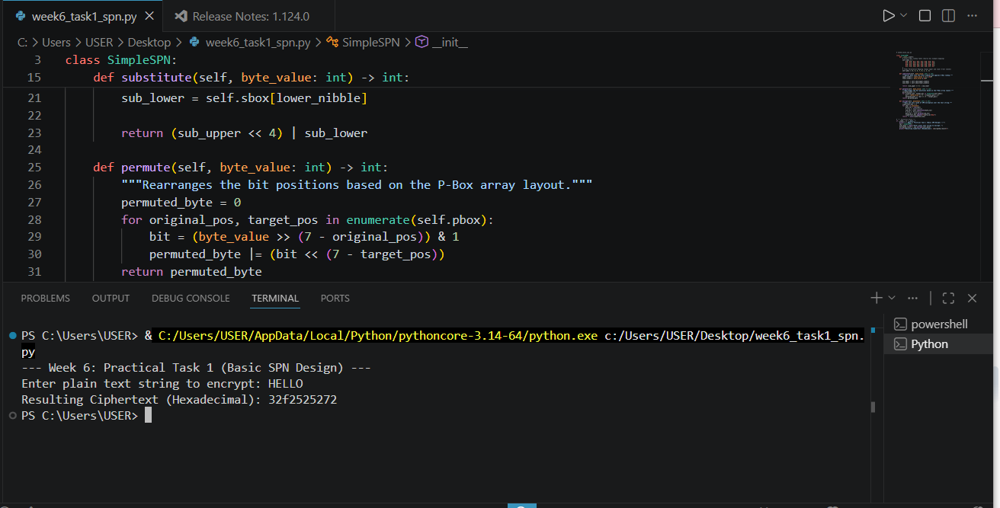 week6_task1_spn.py
Release Notes: 1.124.0
C: > Users > USER > Desktop > week6_task1_spn.py > SimpleSPN > __init__
3 class SimpleSPN:
15 def substitute(self, byte_value: int) -> int:
21 sub_lower = self.sbox[lower_nibble]
22
23 return (sub_upper << 4) | sub_lower
24
25 def permute(self, byte_value: int) -> int:
26 """Rearranges the bit positions based on the P-Box array layout."""
27 permuted_byte = 0
28 for original_pos, target_pos in enumerate(self.pbox):
29 bit = (byte_value >> (7 - original_pos)) & 1
30 permuted_byte |= (bit << (7 - target_pos))
31 return permuted_byte
PROBLEMS OUTPUT DEBUG CONSOLE TERMINAL PORTS
PS C:\Users\USER> & C:/Users/USER/AppData/Local/Python/pythoncore-3.14-64/python.exe c:/Users/USER/Desktop/week6_task1_spn.
py
--- Week 6: Practical Task 1 (Basic SPN Design) ---
Enter plain text string to encrypt: HELLO
Resulting Ciphertext (Hexadecimal): 32f2525272
PS C:\Users\USER>
powershell
Python